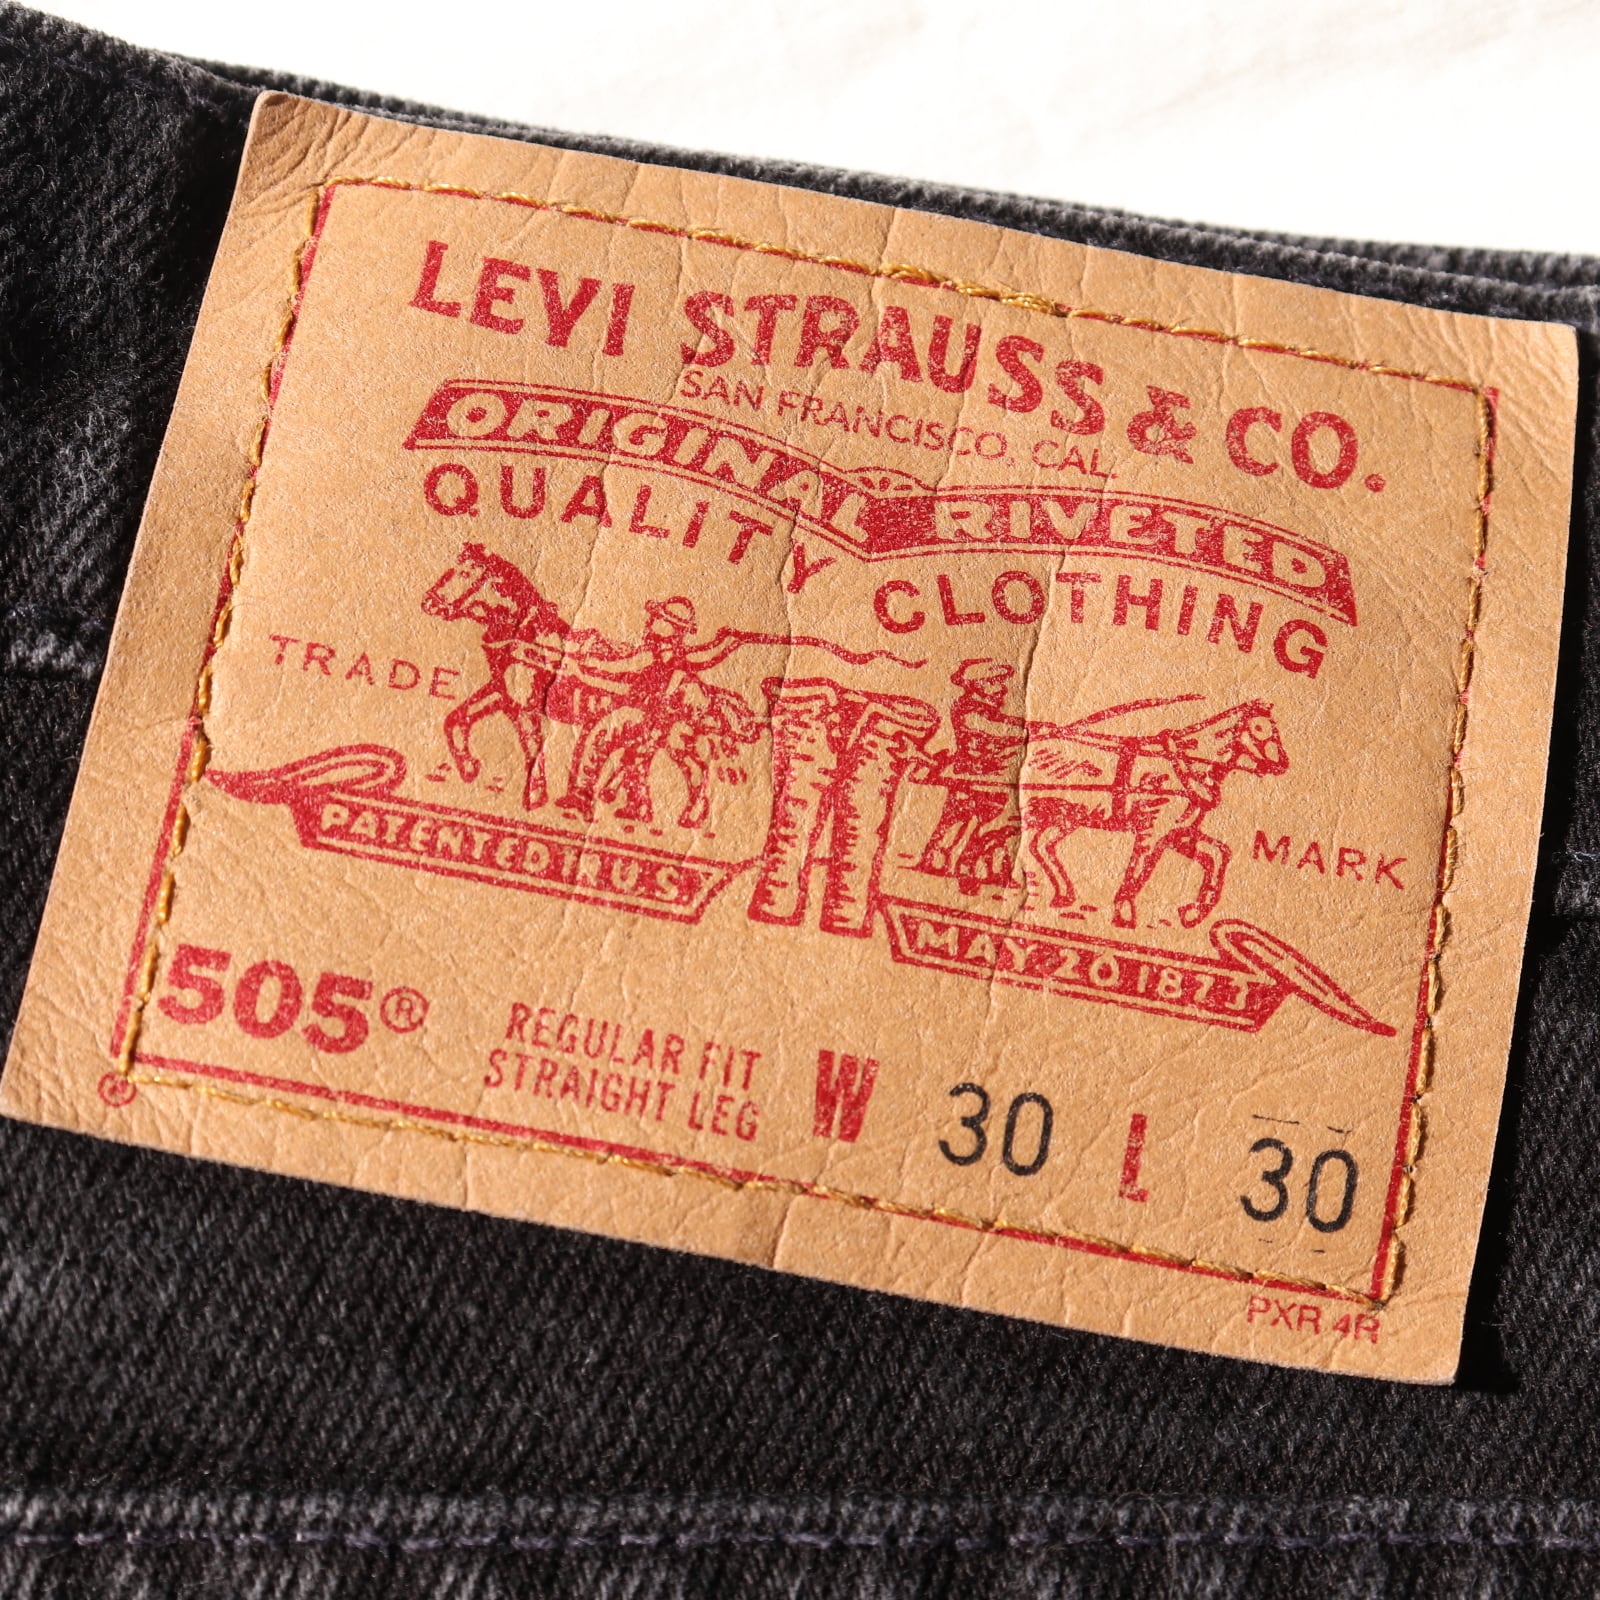 LEVI STRAUSS & CO.
SAN FRANCISCO, CAL.
ORIGINAL RIVETED
QUALITY CLOTHING
TRADE MARK
PATENTED IN U.S.
MAY 20 1873
505®
REGULAR FIT
STRAIGHT LEG
W 30 L 30
®
PXR 4R